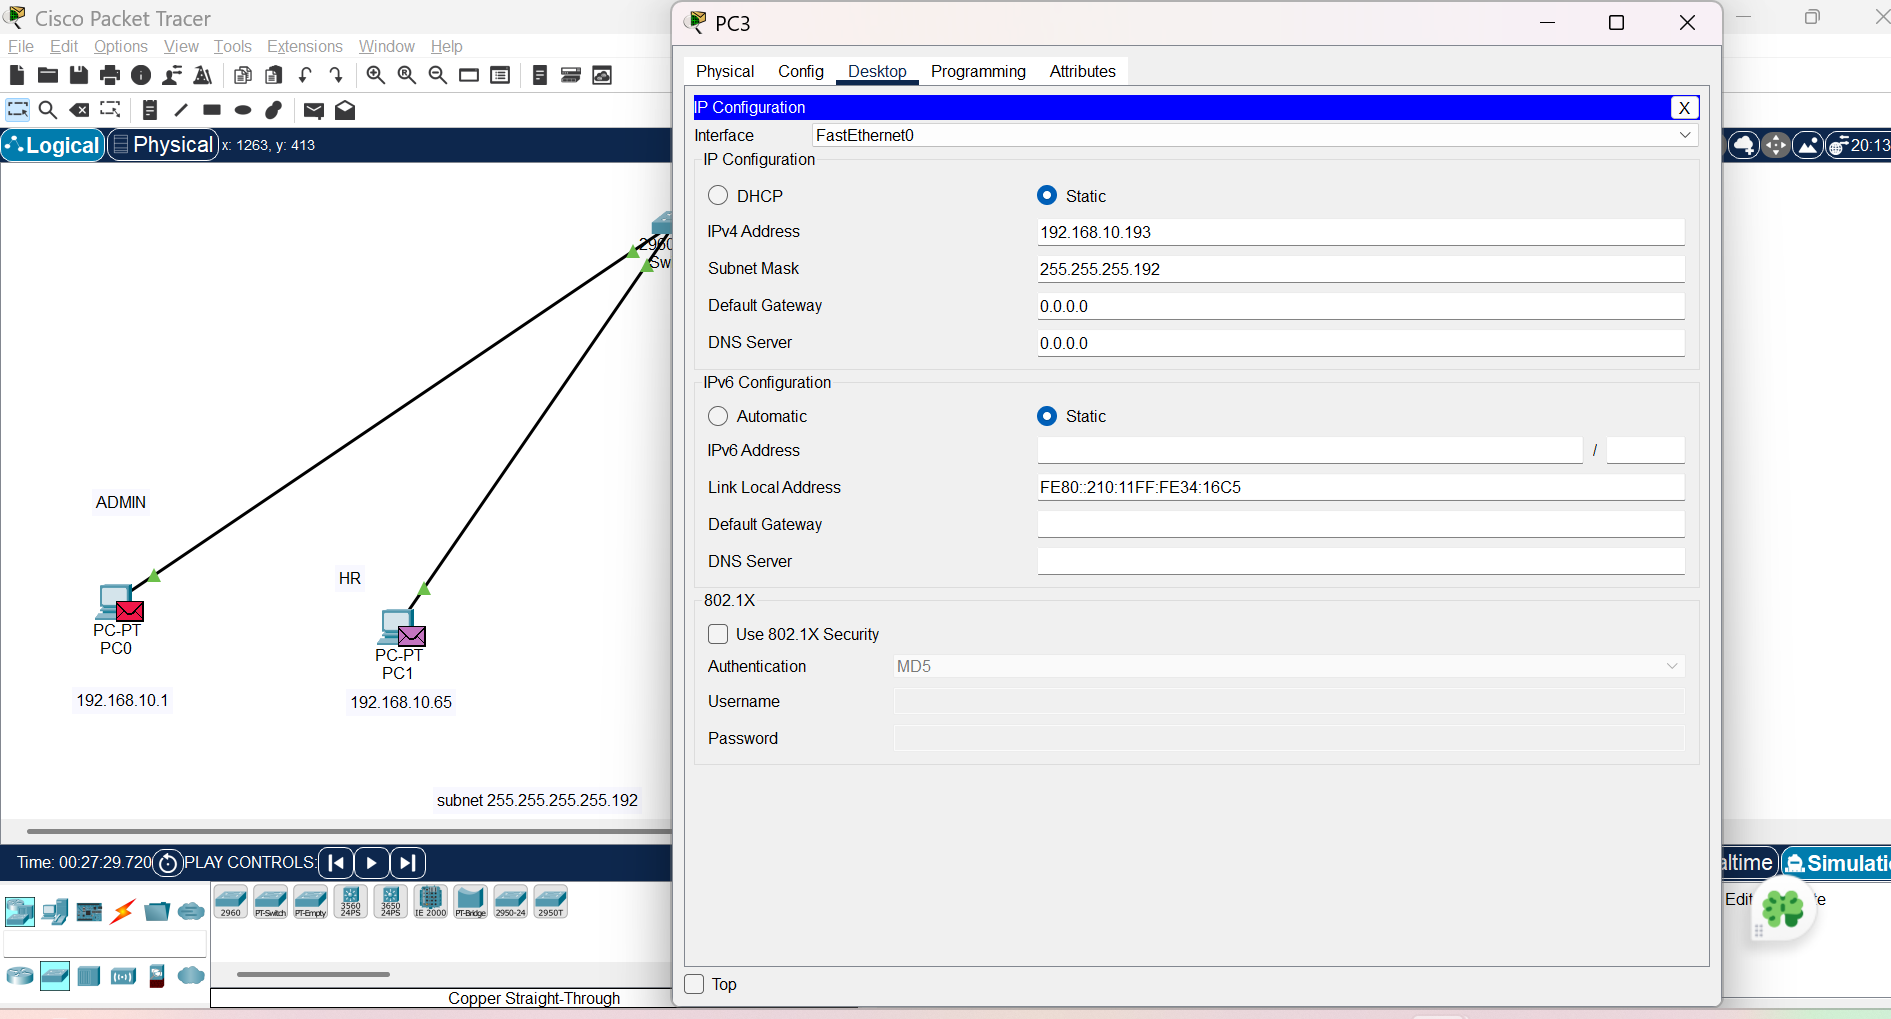 Cisco Packet Tracer
File Edit Options View Tools Extensions Window Help
Logical Physical x: 1263, y: 413
2960
Sw
ADMIN
HR
PC-PT
PC0
PC-PT
PC1
192.168.10.1
192.168.10.65
subnet 255.255.255.255.192
Time: 00:27:29.720 PLAY CONTROLS:
2960 PT-Switch PT-Empty 3560 24PS 3650 24PS IE 2000 PT-Bridge 2950-24 2950T
Copper Straight-Through
PC3
Physical Config Desktop Programming Attributes
IP Configuration X
Interface FastEthernet0
IP Configuration
DHCP Static
IPv4 Address 192.168.10.193
Subnet Mask 255.255.255.192
Default Gateway 0.0.0.0
DNS Server 0.0.0.0
IPv6 Configuration
Automatic Static
IPv6 Address /
Link Local Address FE80::210:11FF:FE34:16C5
Default Gateway
DNS Server
802.1X
Use 802.1X Security
Authentication MD5
Username
Password
Top
20:13
altime Simulati
Edit te